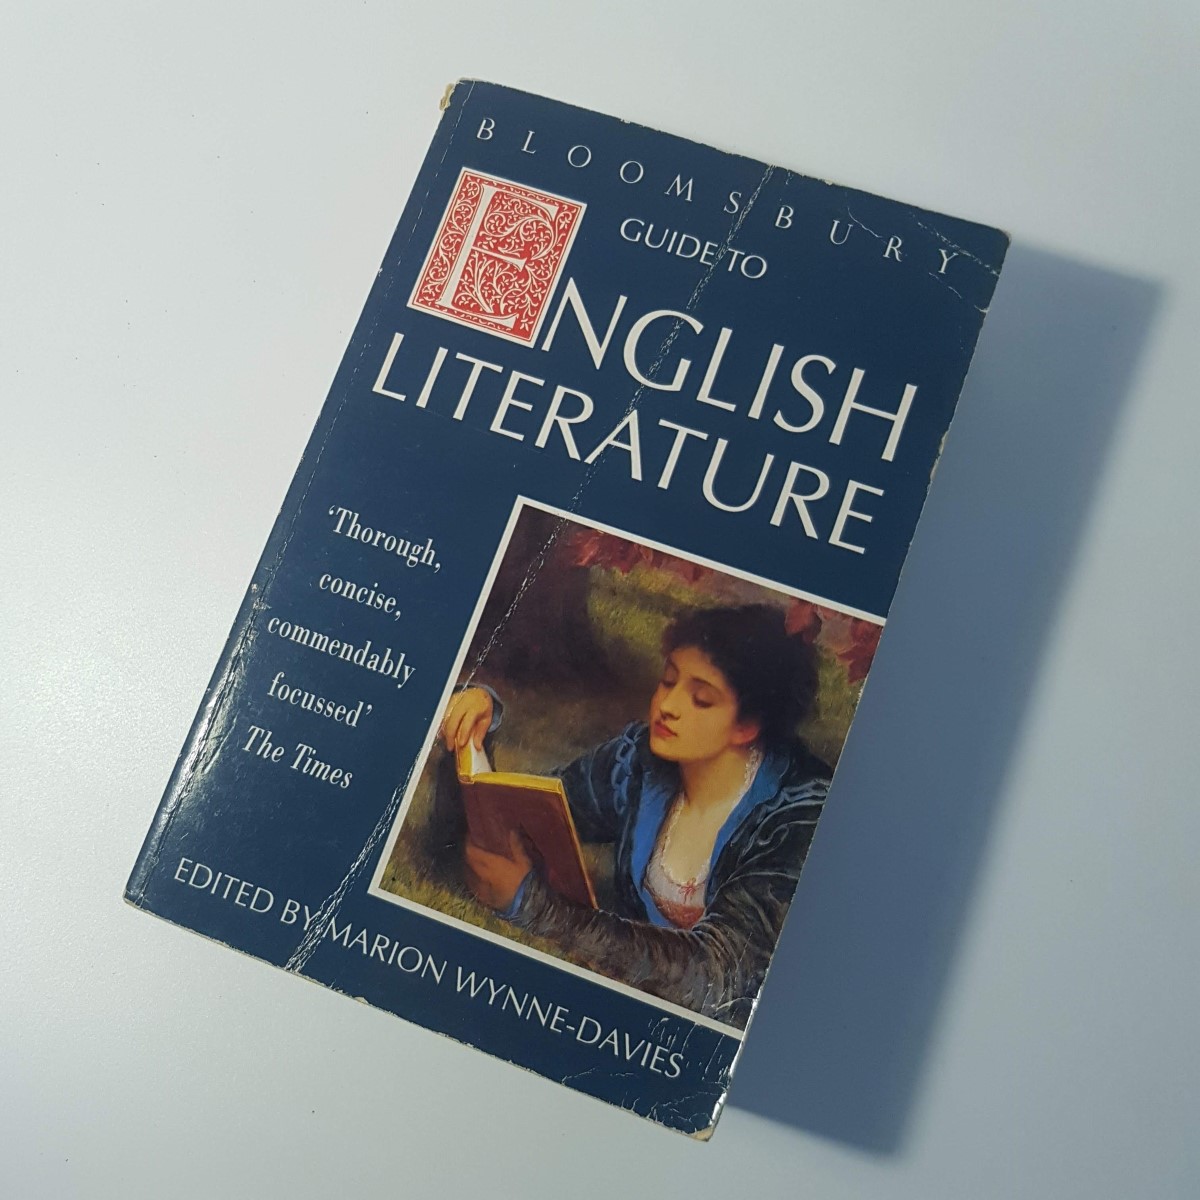 BLOOMSBURY
GUIDE TO
ENGLISH
LITERATURE
‘Thorough,
concise,
commendably
focussed’
The Times
EDITED BY MARION WYNNE-DAVIES